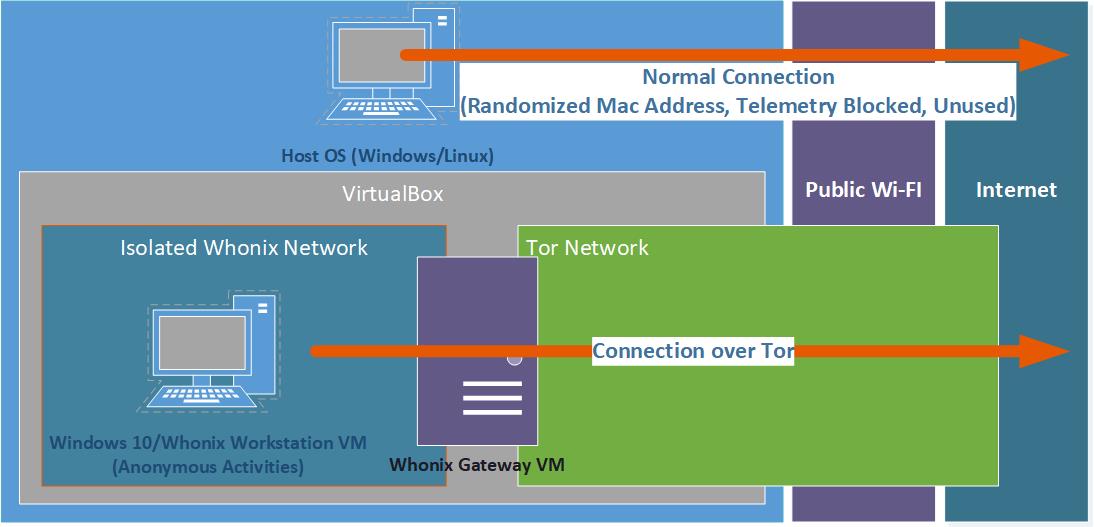 Normal Connection
(Randomized Mac Address, Telemetry Blocked, Unused)
Host OS (Windows/Linux)
VirtualBox
Public Wi-FI
Internet
Isolated Whonix Network
Tor Network
Connection over Tor
Windows 10/Whonix Workstation VM
(Anonymous Activities)
Whonix Gateway VM